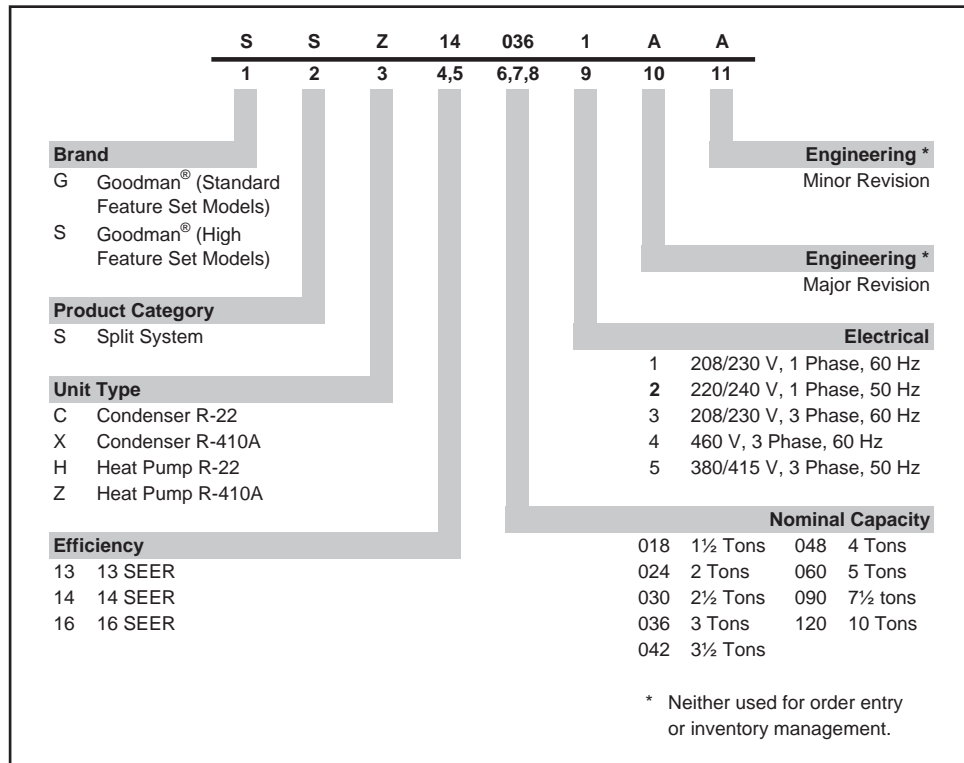 S S Z 14 036 1 A A
1 2 3 4,5 6,7,8 9 10 11
Brand
G Goodman® (Standard
Feature Set Models)
S Goodman® (High
Feature Set Models)
Product Category
S Split System
Unit Type
C Condenser R-22
X Condenser R-410A
H Heat Pump R-22
Z Heat Pump R-410A
Efficiency
13 13 SEER
14 14 SEER
16 16 SEER
Engineering *
Minor Revision
Engineering *
Major Revision
Electrical
1 208/230 V, 1 Phase, 60 Hz
2 220/240 V, 1 Phase, 50 Hz
3 208/230 V, 3 Phase, 60 Hz
4 460 V, 3 Phase, 60 Hz
5 380/415 V, 3 Phase, 50 Hz
Nominal Capacity
018 1½ Tons 048 4 Tons
024 2 Tons 060 5 Tons
030 2½ Tons 090 7½ tons
036 3 Tons 120 10 Tons
042 3½ Tons
* Neither used for order entry
or inventory management.